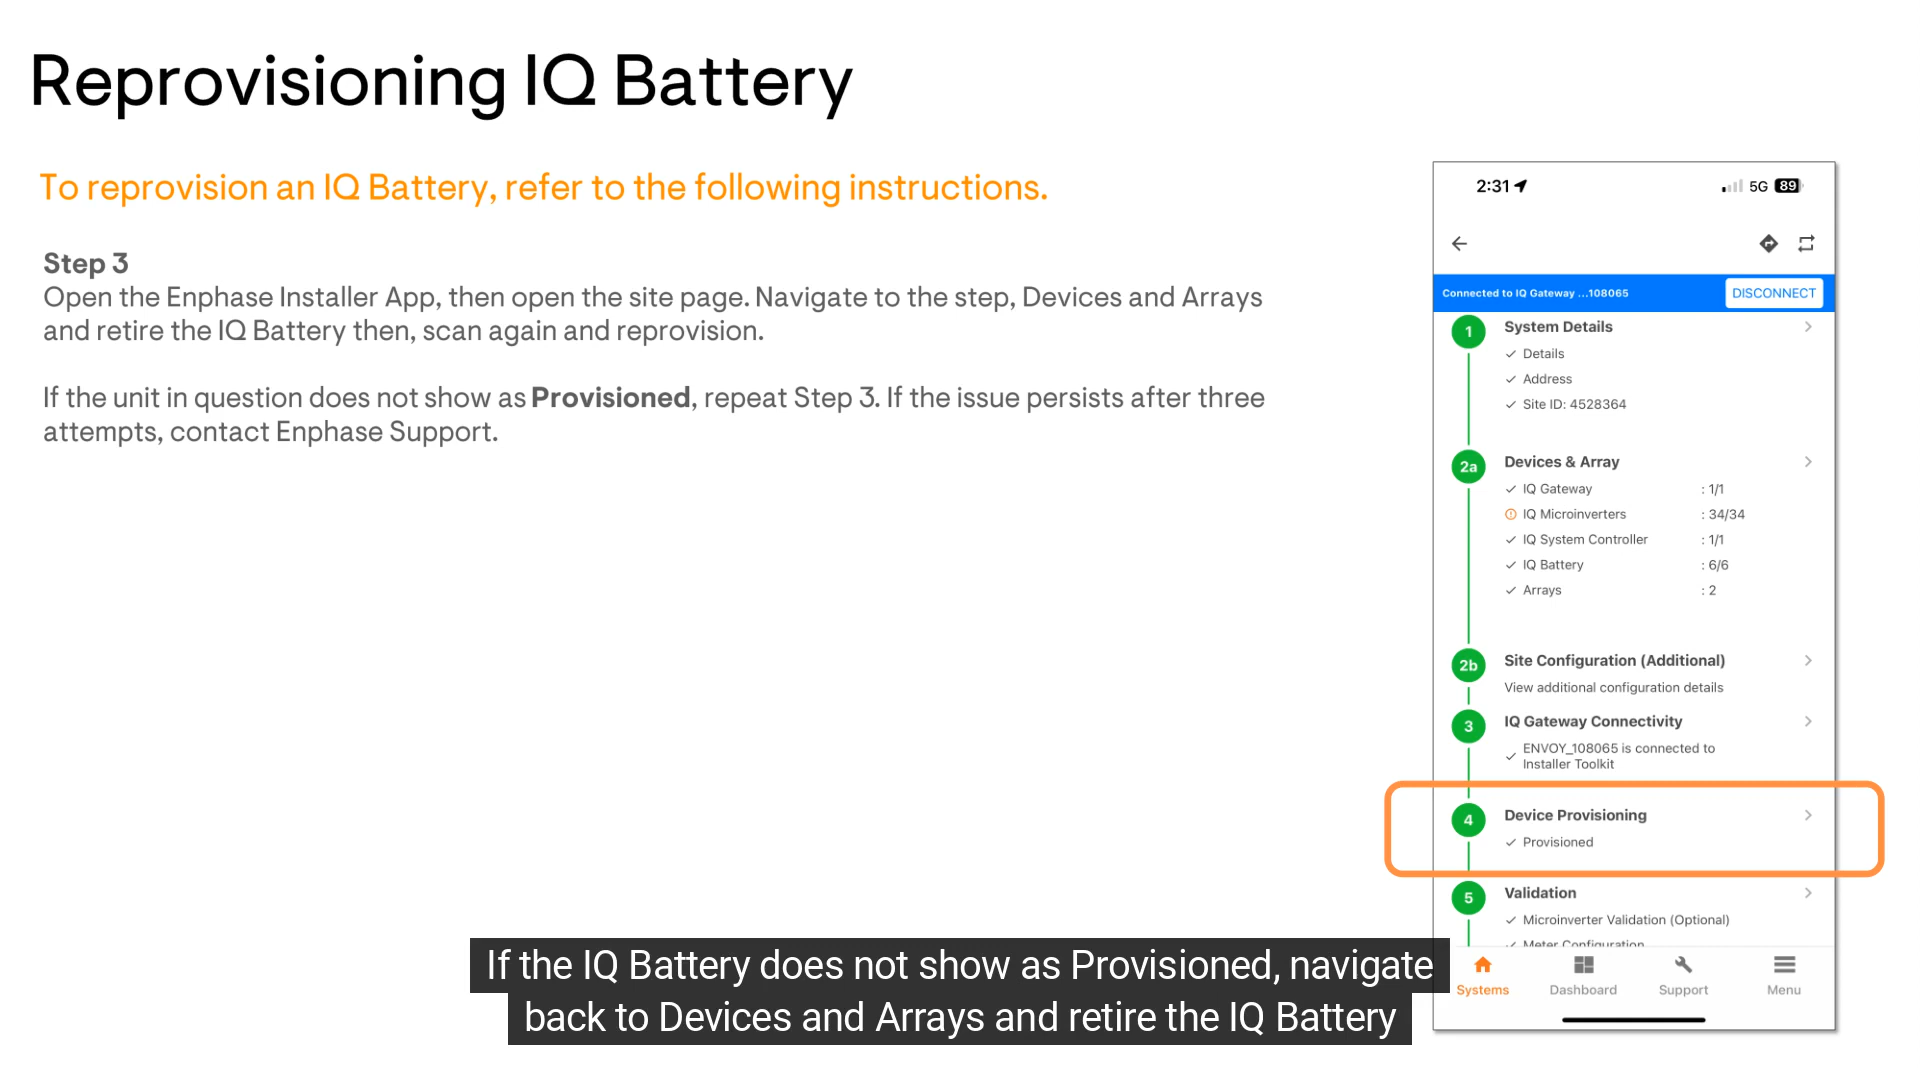 Reprovisioning IQ Battery
To reprovision an IQ Battery, refer to the following instructions.
Step 3
Open the Enphase Installer App, then open the site page. Navigate to the step, Devices and Arrays
and retire the IQ Battery then, scan again and reprovision.
If the unit in question does not show as Provisioned, repeat Step 3. If the issue persists after three
attempts, contact Enphase Support.
2:31
5G 89
Connected to IQ Gateway ...108065
DISCONNECT
1 System Details
Details
Address
Site ID: 4528364
2a Devices & Array
IQ Gateway : 1/1
IQ Microinverters : 34/34
IQ System Controller : 1/1
IQ Battery : 6/6
Arrays : 2
2b Site Configuration (Additional)
View additional configuration details
3 IQ Gateway Connectivity
ENVOY_108065 is connected to
Installer Toolkit
4 Device Provisioning
Provisioned
5 Validation
Microinverter Validation (Optional)
Meter Configuration
Systems Dashboard Support Menu
If the IQ Battery does not show as Provisioned, navigate
back to Devices and Arrays and retire the IQ Battery